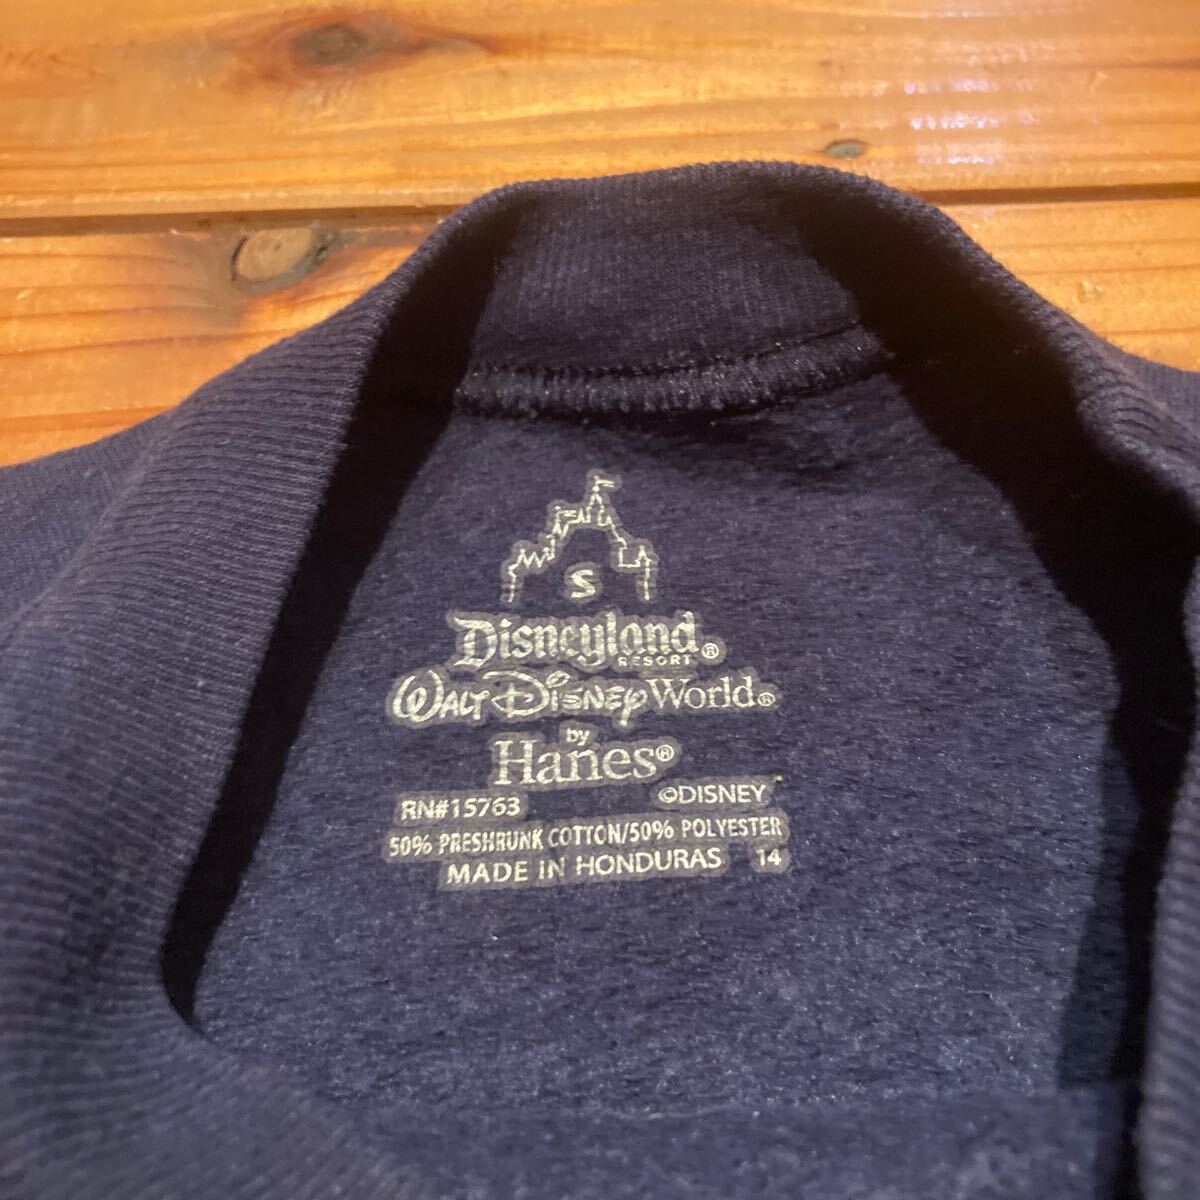 S
Disneyland®
RESORT
WALT DISNEY World®
by
Hanes®
RN#15763 ©DISNEY
50% PRESHRUNK COTTON/50% POLYESTER
MADE IN HONDURAS 14